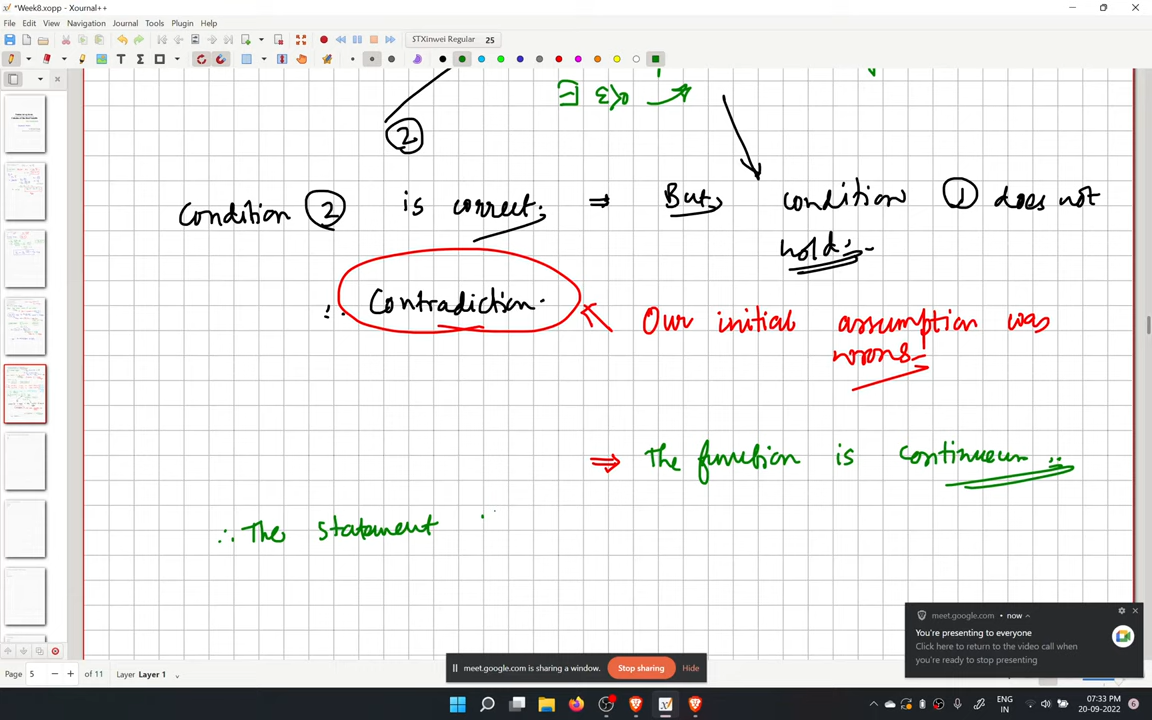 *Week8.xopp - Xournal++
File Edit View Navigation Journal Tools Plugin Help
STXinwei Regular 25
∃ ε>0
②
Condition ② is correct; ⇒ But, condition ① does not
hold.
∴ Contradiction. Our initial assumption was
wrong
⇒ The function is continuous
∴ The statement
meet.google.com • now
You're presenting to everyone
Click here to return to the video call when
you're ready to stop presenting
meet.google.com is sharing a window. Stop sharing Hide
Page 5 of 11 Layer Layer 1
ENG
IN
07:33 PM
20-09-2022
6